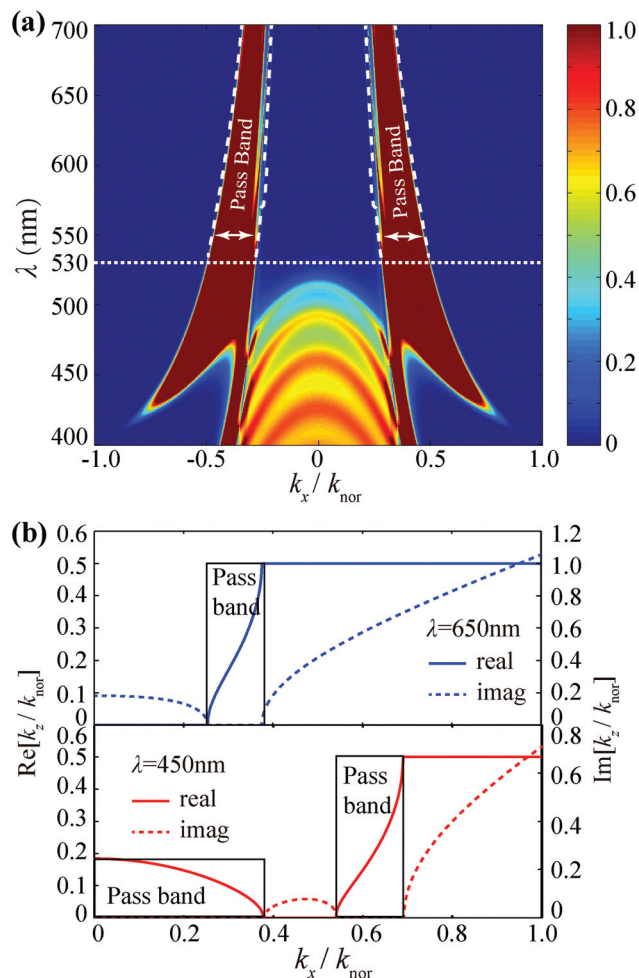 (a)
700
650
600
550
530
500
450
400
λ (nm)
Pass Band
Pass Band
-1.0
-0.5
0
0.5
1.0
kx / knor
1.0
0.8
0.6
0.4
0.2
0
(b)
0.6
0.5
0.4
0.3
0.2
0.1
0
Pass
band
λ=650nm
real
imag
1.2
1.0
0.8
0.6
0.4
0.2
0
Re[kz / knor]
Im[kz / knor]
0.5
0.4
0.3
0.2
0.1
0
λ=450nm
real
imag
Pass band
Pass
band
0.8
0.6
0.4
0.2
0
0
0.2
0.4
0.6
0.8
1.0
kx / knor